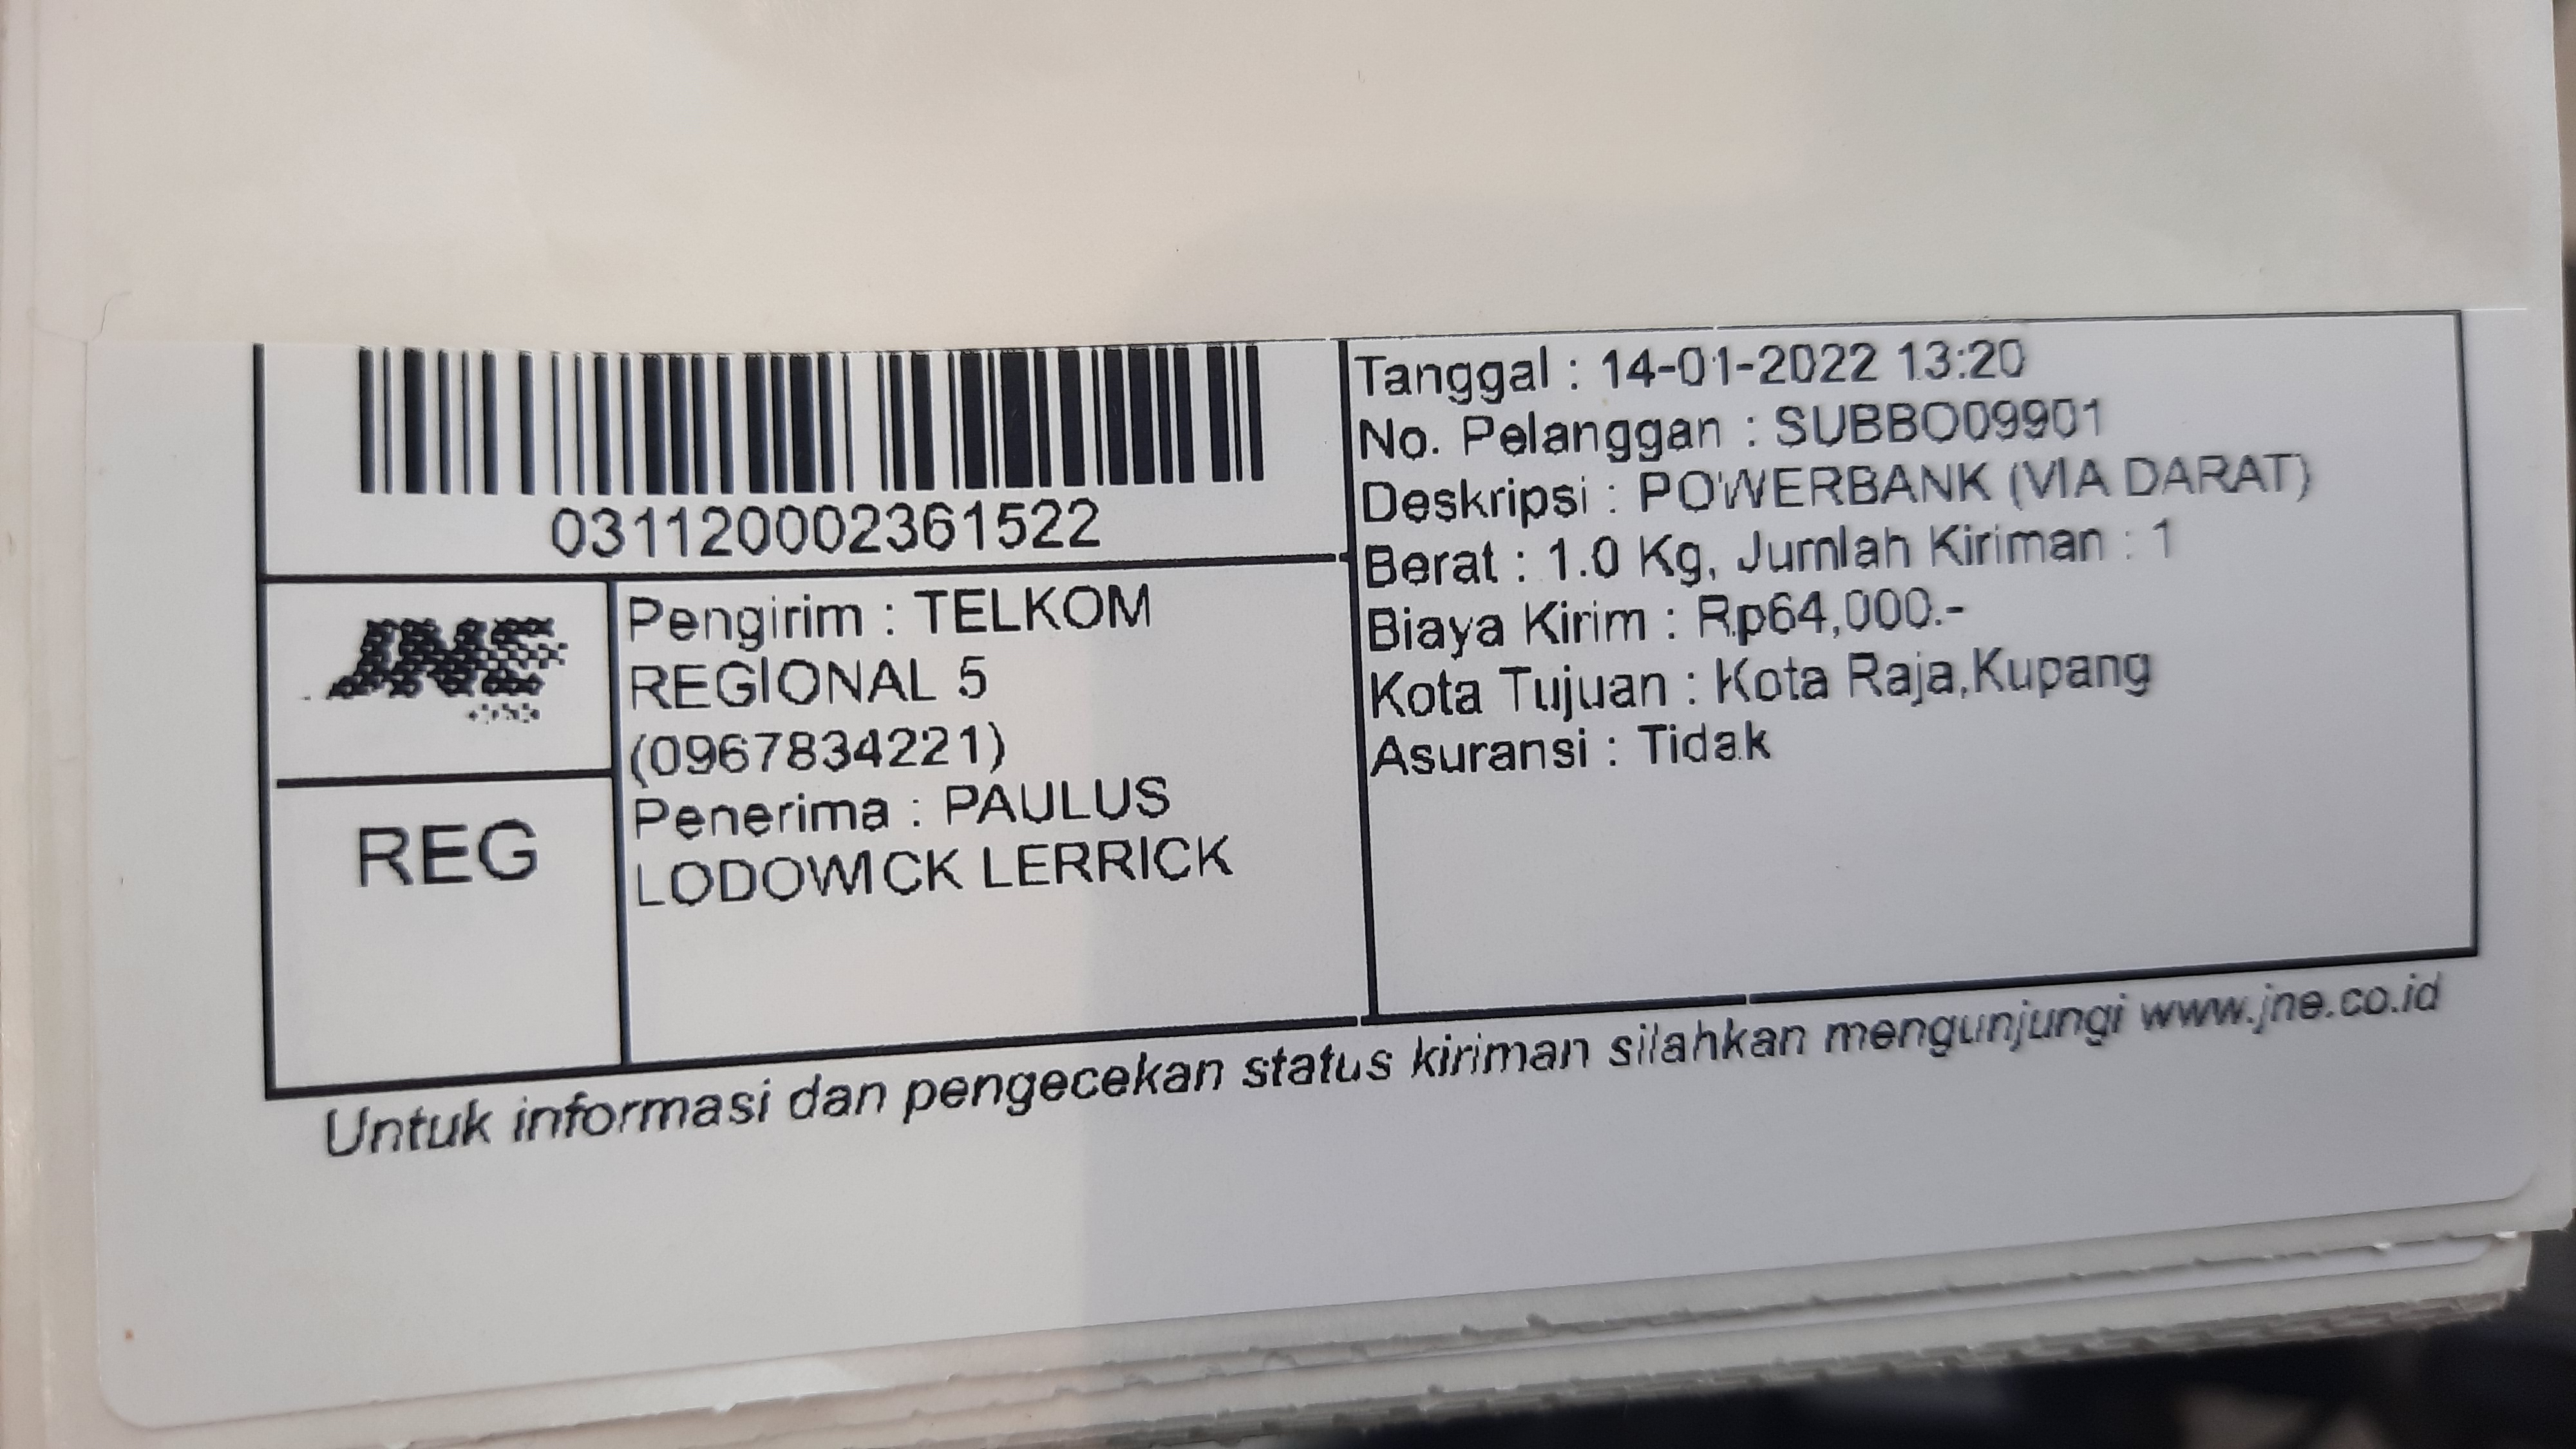 031120002361522
JNE
REG
Pengirim : TELKOM
REGIONAL 5
(0967834221)
Penerima : PAULUS
LODOWICK LERRICK
Tanggal : 14-01-2022 13:20
No. Pelanggan : SUBBO09901
Deskripsi : POWERBANK (VIA DARAT)
Berat : 1.0 Kg, Jumlah Kiriman : 1
Biaya Kirim : Rp64,000.-
Kota Tujuan : Kota Raja,Kupang
Asuransi : Tidak
Untuk informasi dan pengecekan status kiriman silahkan mengunjungi www.jne.co.id